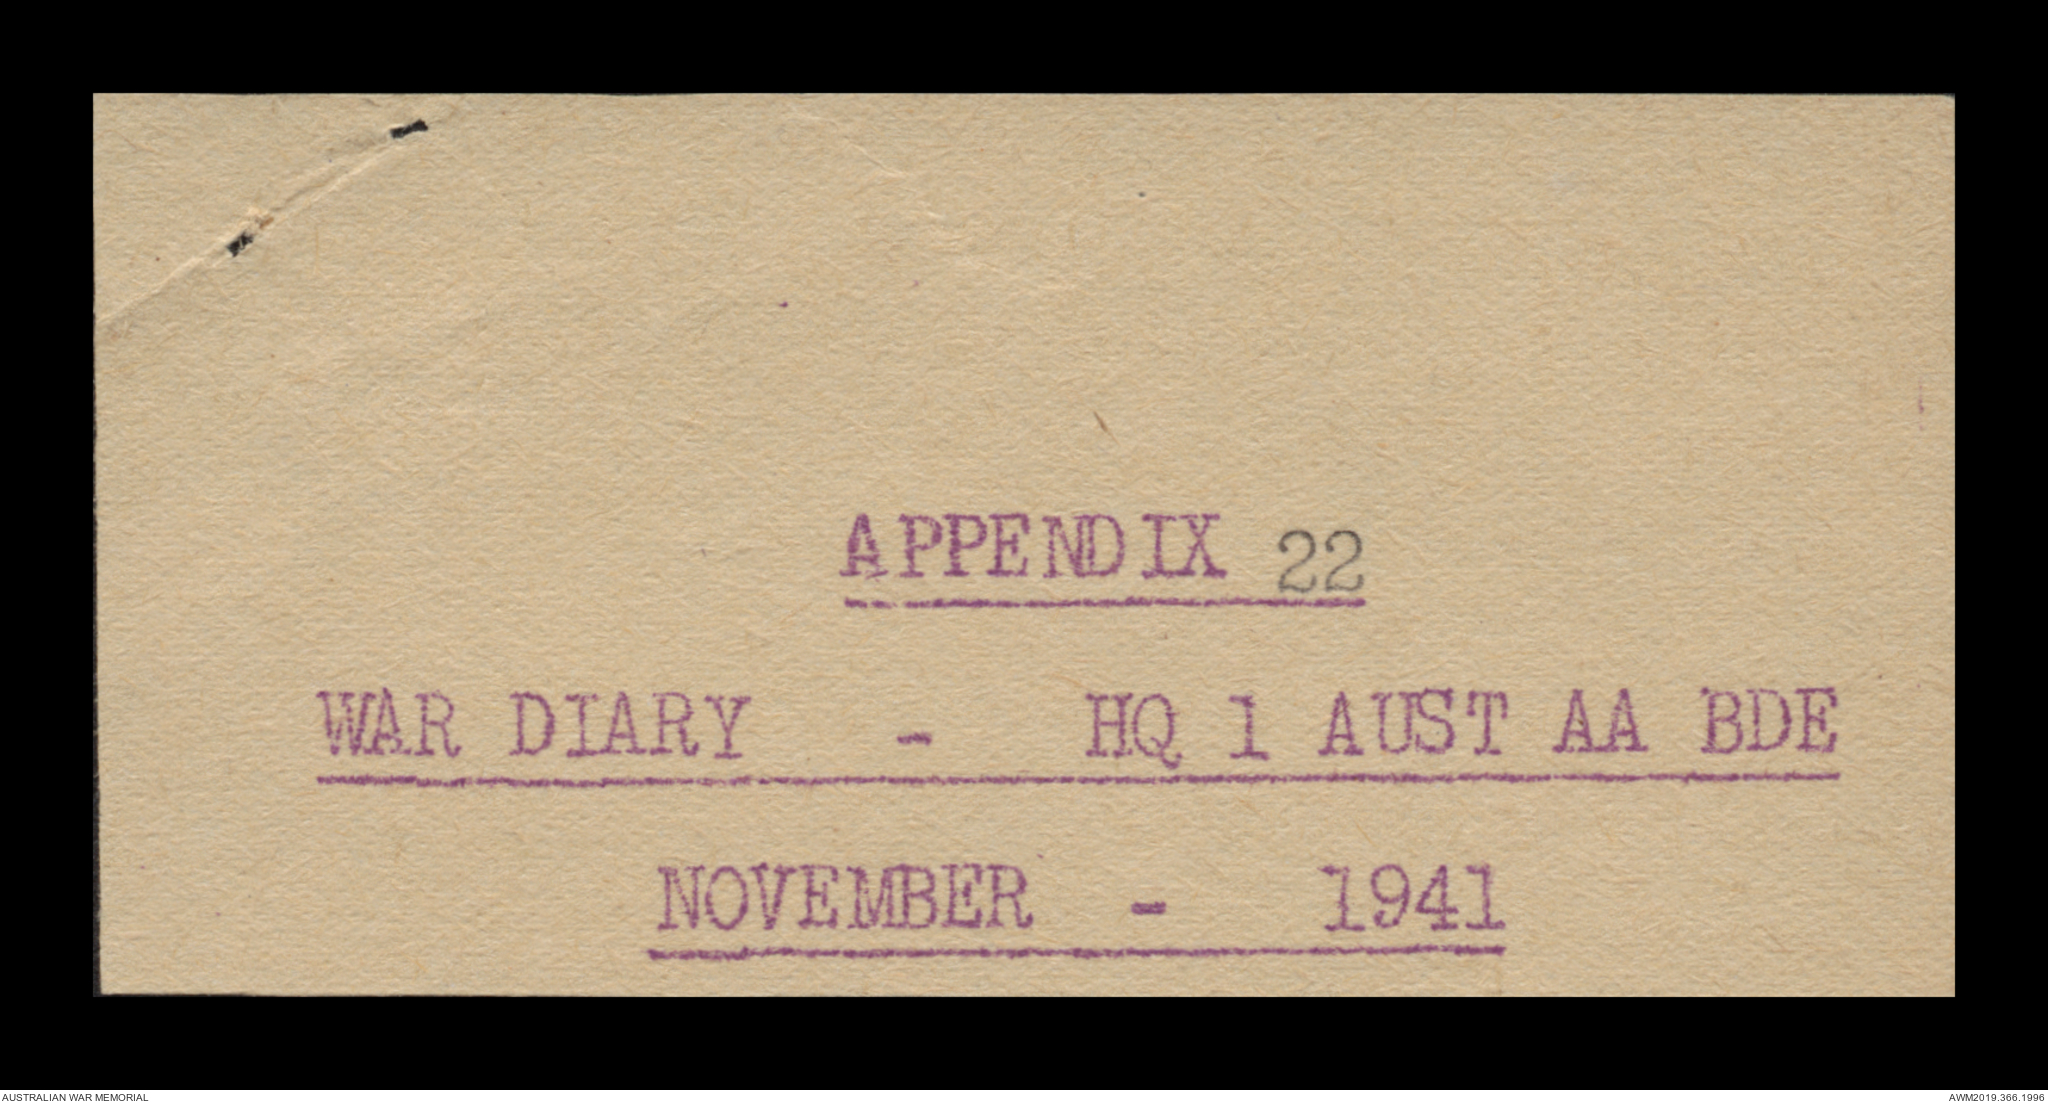 APPENDIX 22
WAR DIARY - HQ 1 AUST AA BDE
NOVEMBER - 1941
AUSTRALIAN WAR MEMORIAL
AWM2019.366.1996